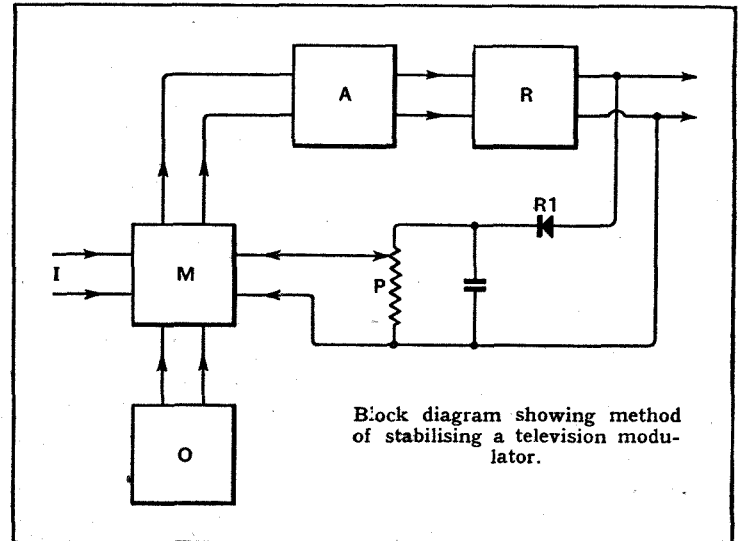 A
R
R1
I
M
P
O
Block diagram showing method
of stabilising a television modu-
lator.